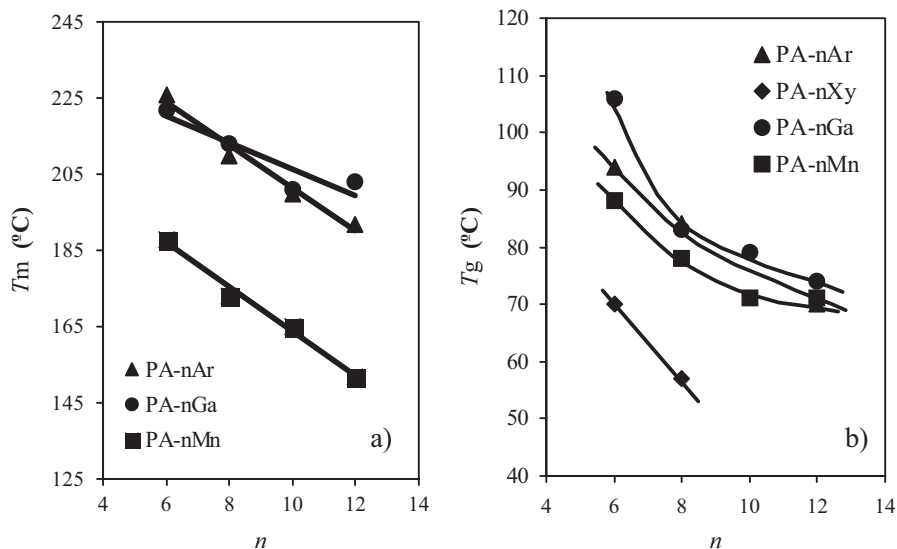 245
225
205
185
165
145
125
Tm (ºC)
PA-nAr
PA-nGa
PA-nMn
a)
4 6 8 10 12 14
n
120
110
100
90
80
70
60
50
40
Tg (ºC)
PA-nAr
PA-nXy
PA-nGa
PA-nMn
b)
4 6 8 10 12 14
n